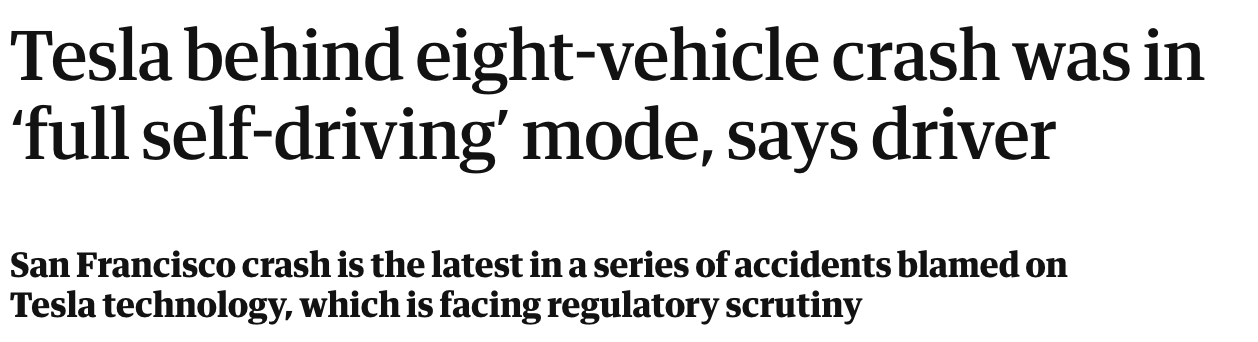 Tesla behind eight-vehicle crash was in
‘full self-driving’ mode, says driver
San Francisco crash is the latest in a series of accidents blamed on
Tesla technology, which is facing regulatory scrutiny